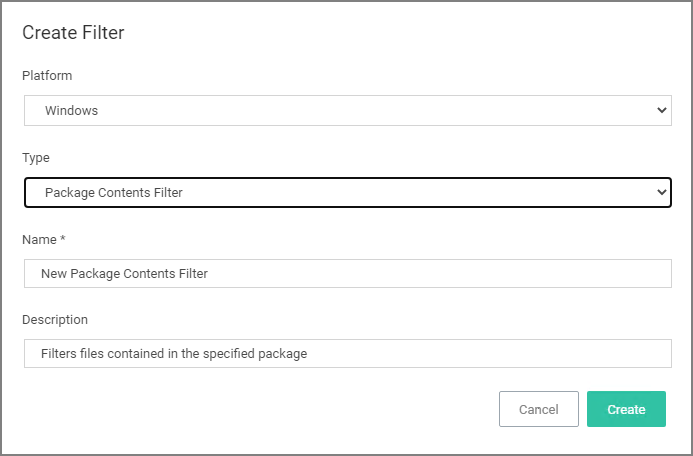 Create Filter
Platform
Windows
Type
Package Contents Filter
Name *
New Package Contents Filter
Description
Filters files contained in the specified package
Cancel
Create